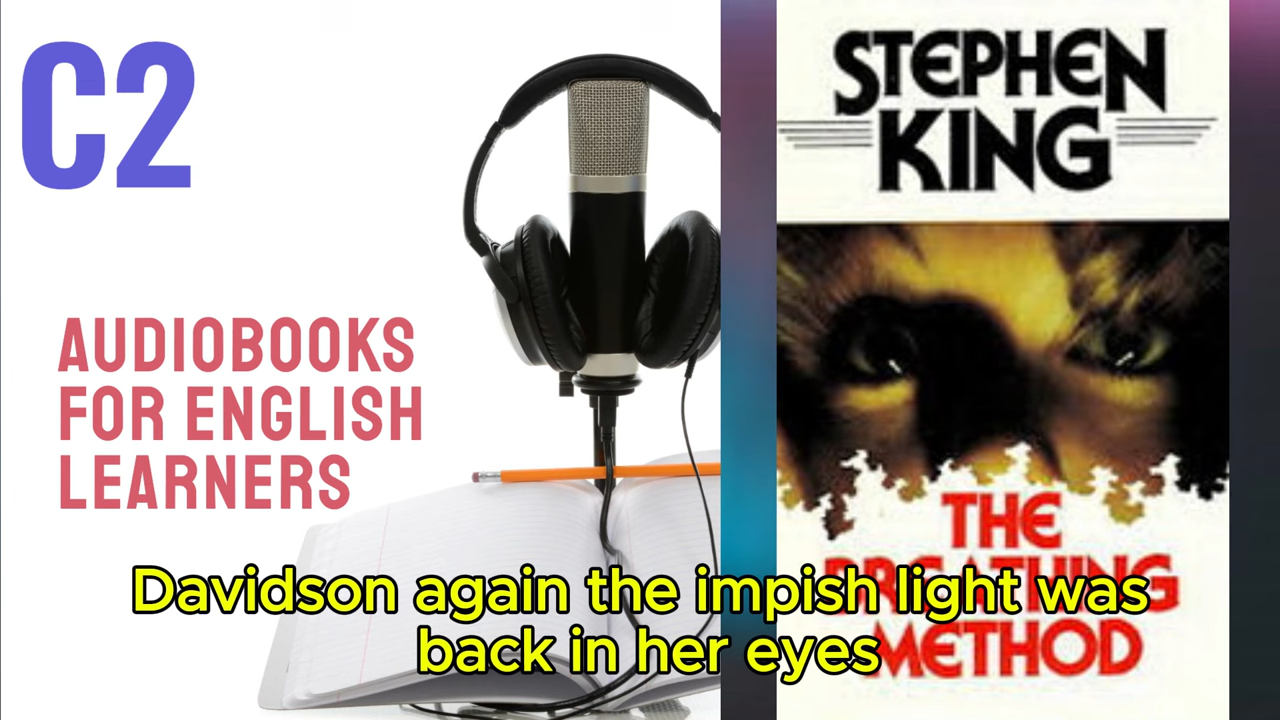 C2
AUDIOBOOKS
FOR ENGLISH
LEARNERS
STEPHEN
KING
THE
BREATHING
METHOD
Davidson again the impish light was
back in her eyes